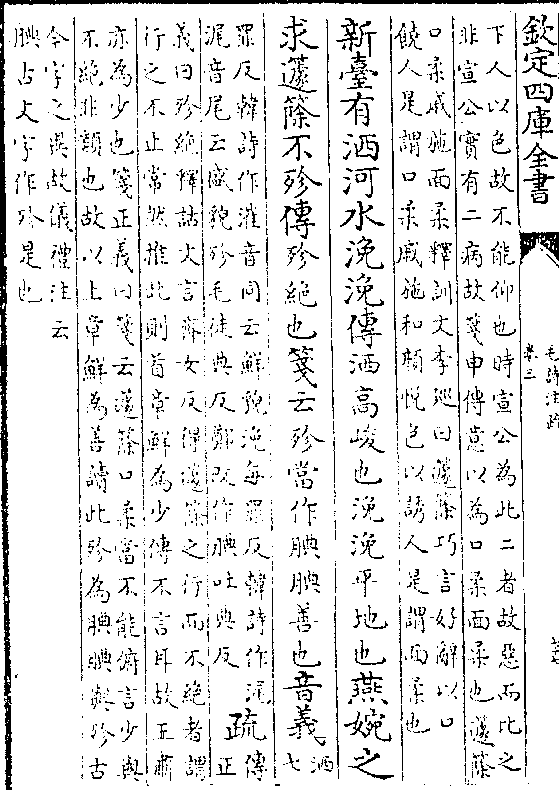 欽定四庫全書
毛詩注疏
卷三
下人以色故不能仰也時宣公為此二者故惡而比之
非宣公實有二病故箋申傳意以為口柔面柔也籧篨
口柔戚施面柔釋訓文李巡曰籧篨巧言好辭以口
饒人是謂口柔戚施和顔悦色以誘人是謂面柔也
新臺有洒河水浼浼傳洒高峻也浼浼平地也燕婉之
求籧篨不殄傳殄絶也箋云殄當作腆腆善也音義洒七
罪反韓詩作漼音同云鮮貌浼每罪反韓詩作浘
浘音尾云盛貌殄毛徒典反鄭改作腆吐典反
疏傳正
義曰殄絶釋詁文言齊女反得籧篨之行而不絶者謂
行之不止常然推此則首章鮮為少傳不言耳故王肅
亦為少也箋正義曰箋云籧篨口柔當不能俯言少與
不絶非類也故以上章鮮為善讀此殄為腆腆與殄古
今字之異故儀禮注云
腆古文字作殄是也